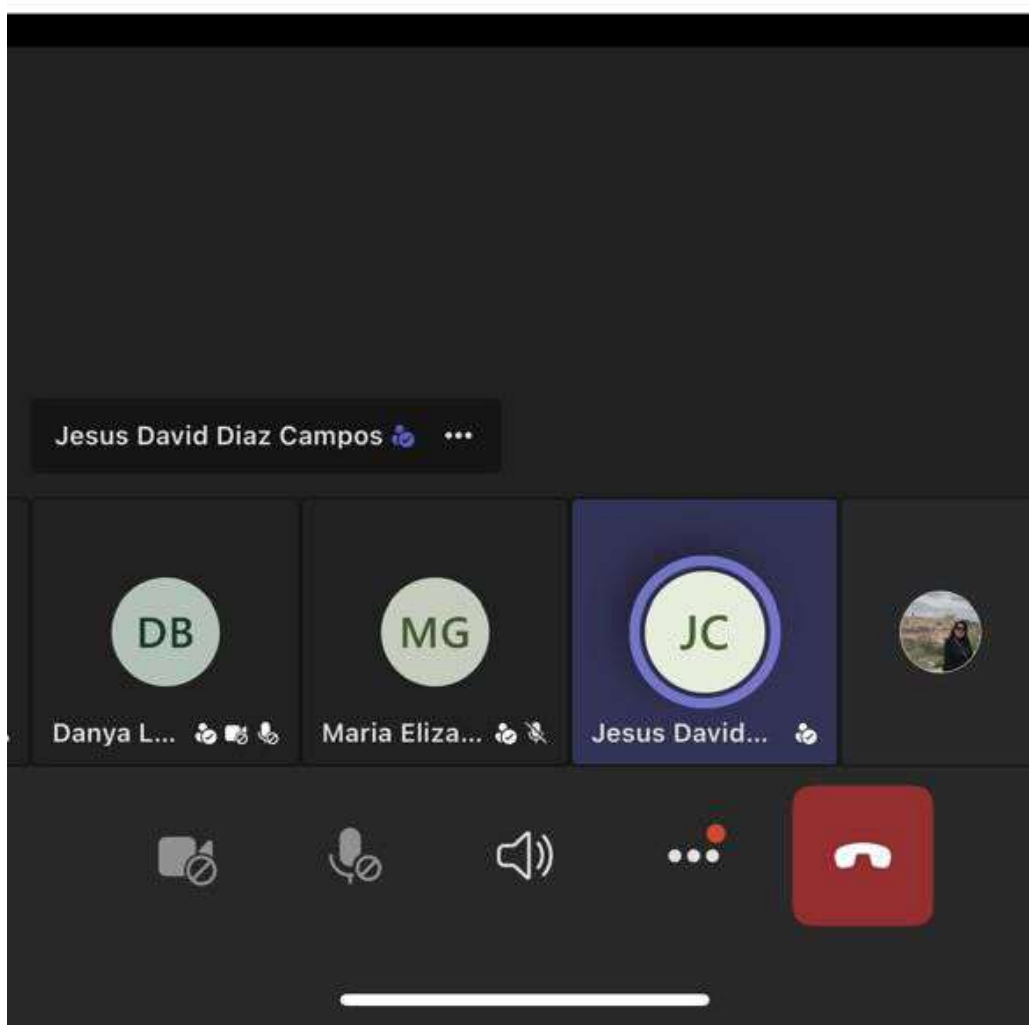 Jesus David Diaz Campos
DB
MG
JC
Danya L...
Maria Eliza...
Jesus David...